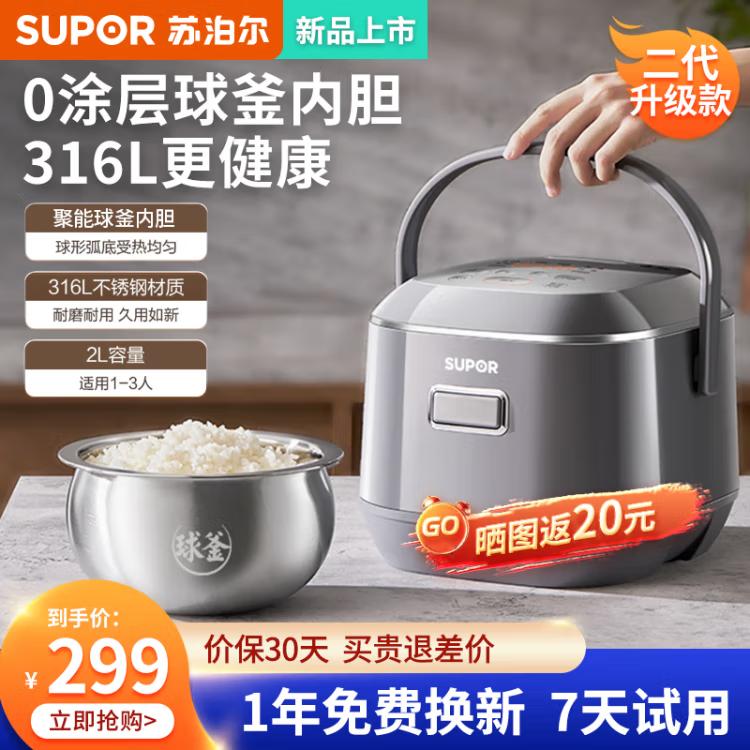 SUPOR 苏泊尔 新品上市
二代
升级款
0涂层球釜内胆
316L更健康
聚能球釜内胆
球形弧底受热均匀
316L不锈钢材质
耐磨耐用 久用如新
2L容量
适用1-3人
SUPOR
球釜
GO 晒图返20元
到手价:
¥299
立即抢购>
价保30天 买贵退差价
1年免费换新 7天试用